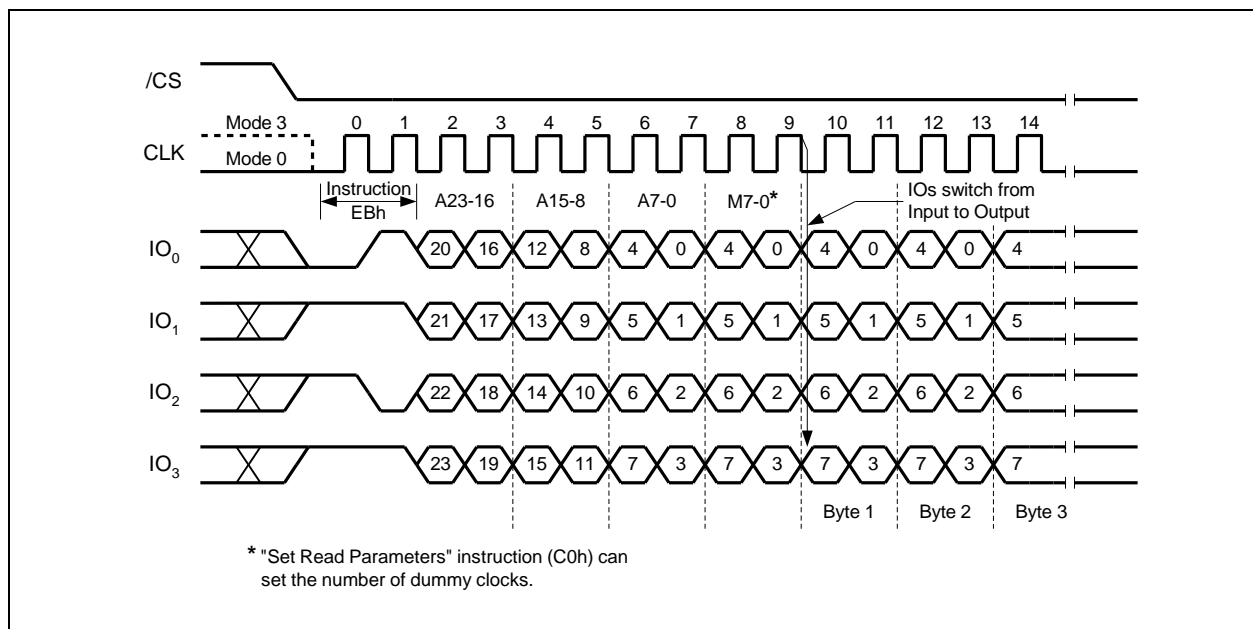 /CS
Mode 3
0 1 2 3 4 5 6 7 8 9 10 11 12 13 14
CLK
Mode 0
Instruction
EBh
A23-16 A15-8 A7-0 M7-0*
IOs switch from
Input to Output
IO0 20 16 12 8 4 0 4 0 4 0 4 0 4
IO1 21 17 13 9 5 1 5 1 5 1 5 1 5
IO2 22 18 14 10 6 2 6 2 6 2 6 2 6
IO3 23 19 15 11 7 3 7 3 7 3 7 3 7
Byte 1 Byte 2 Byte 3
* "Set Read Parameters" instruction (C0h) can
set the number of dummy clocks.